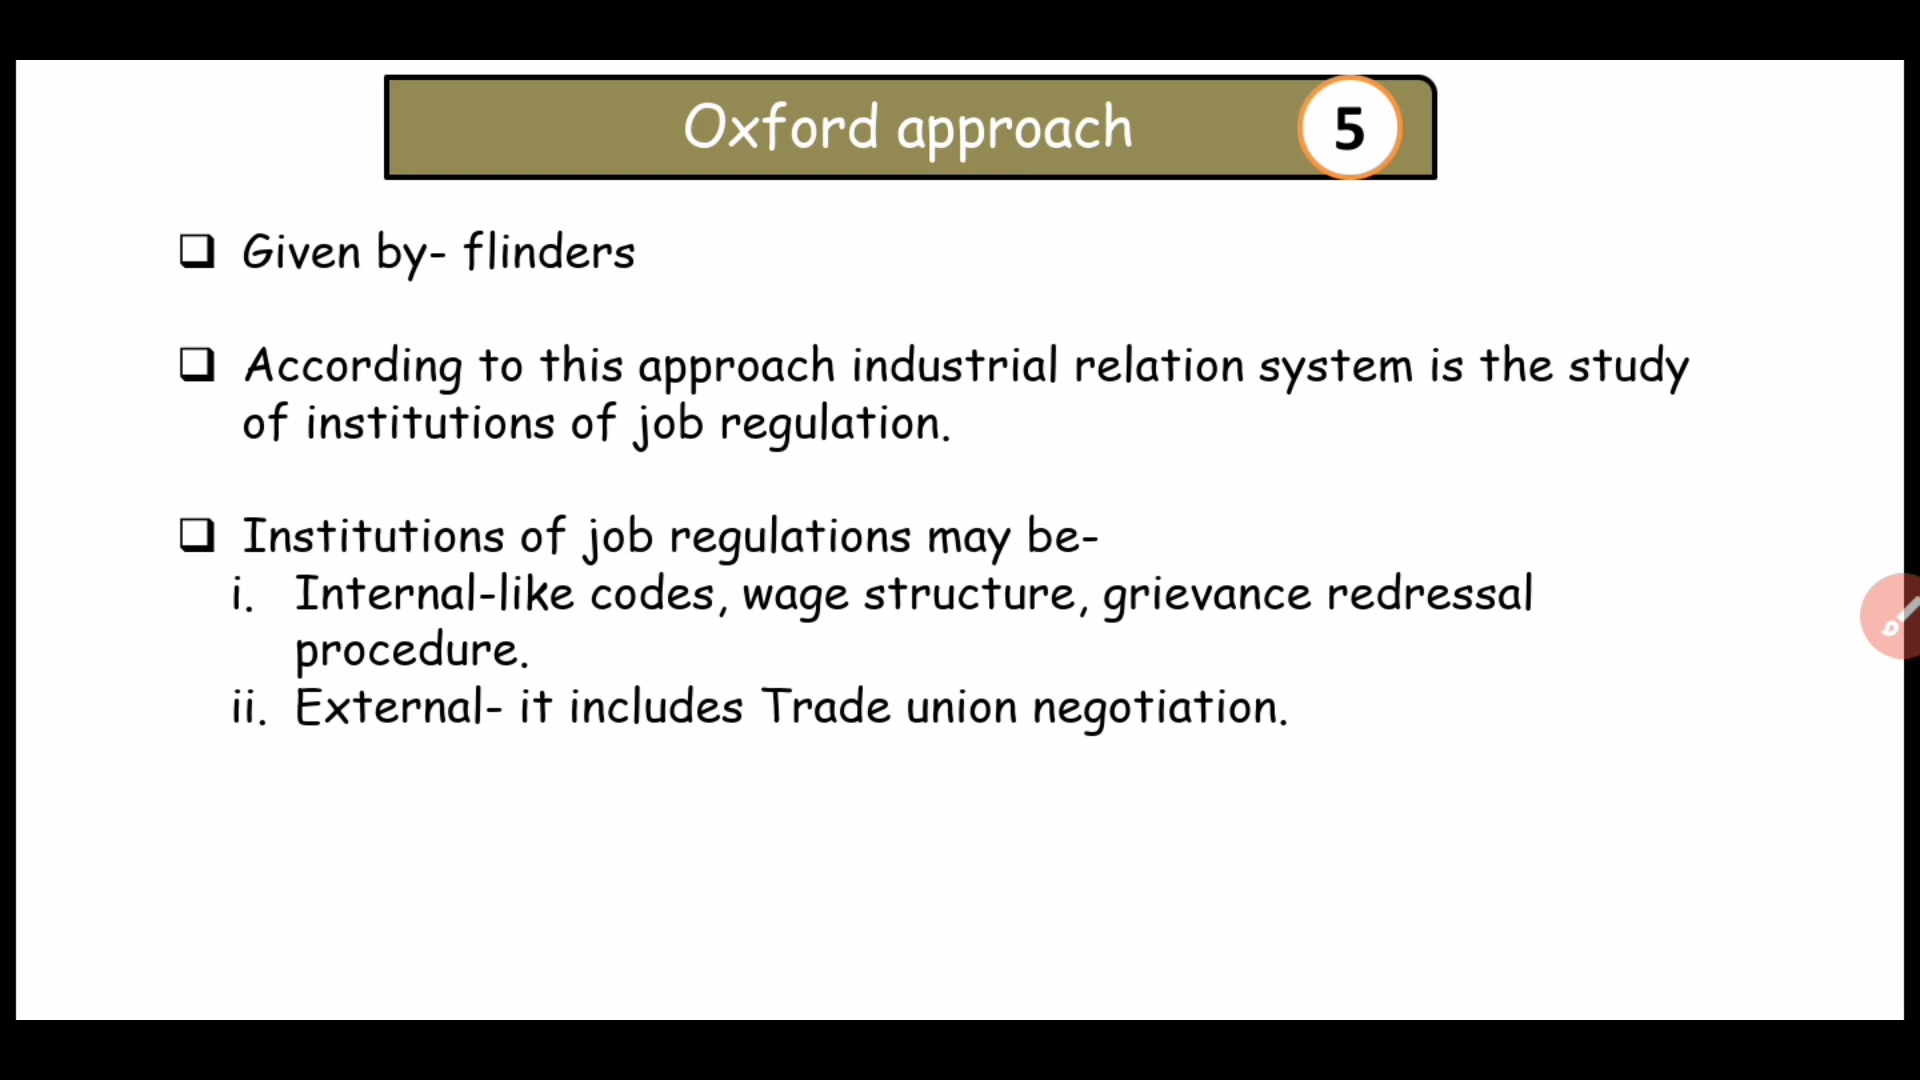 Oxford approach
5
Given by- flinders
According to this approach industrial relation system is the study
of institutions of job regulation.
Institutions of job regulations may be-
i. Internal-like codes, wage structure, grievance redressal
procedure.
ii. External- it includes Trade union negotiation.